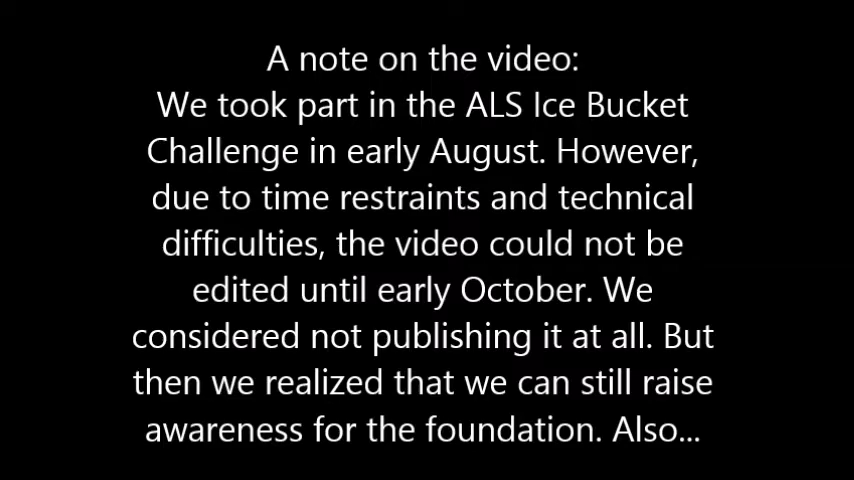 A note on the video:
We took part in the ALS Ice Bucket
Challenge in early August. However,
due to time restraints and technical
difficulties, the video could not be
edited until early October. We
considered not publishing it at all. But
then we realized that we can still raise
awareness for the foundation. Also...